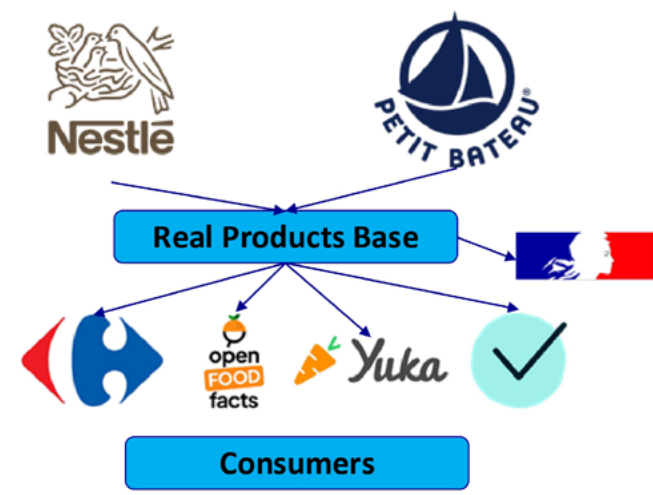 Nestlé
PETIT BATEAU®
Real Products Base
open
FOOD
facts
Yuka
Consumers